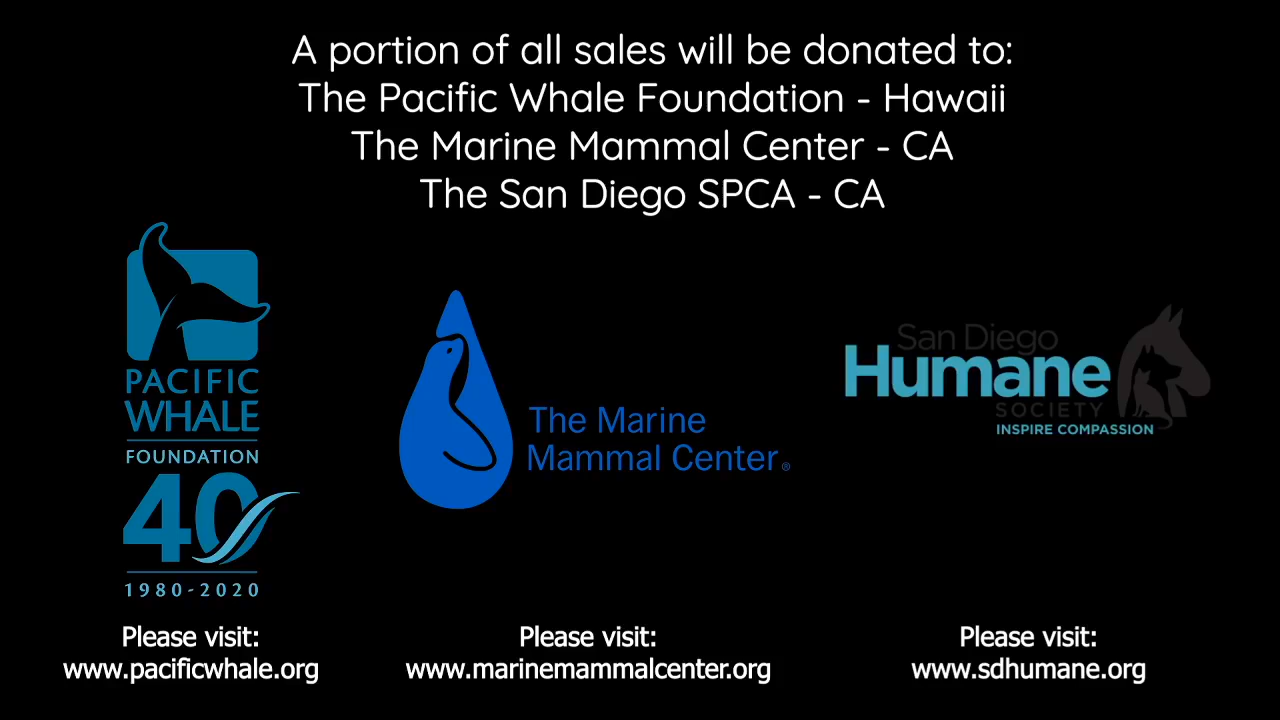 A portion of all sales will be donated to:
The Pacific Whale Foundation - Hawaii
The Marine Mammal Center - CA
The San Diego SPCA - CA
PACIFIC
WHALE
FOUNDATION
40
1980-2020
The Marine
Mammal Center®
San Diego
Humane
SOCIETY
INSPIRE COMPASSION
Please visit:
www.pacificwhale.org
Please visit:
www.marinemammalcenter.org
Please visit:
www.sdhumane.org